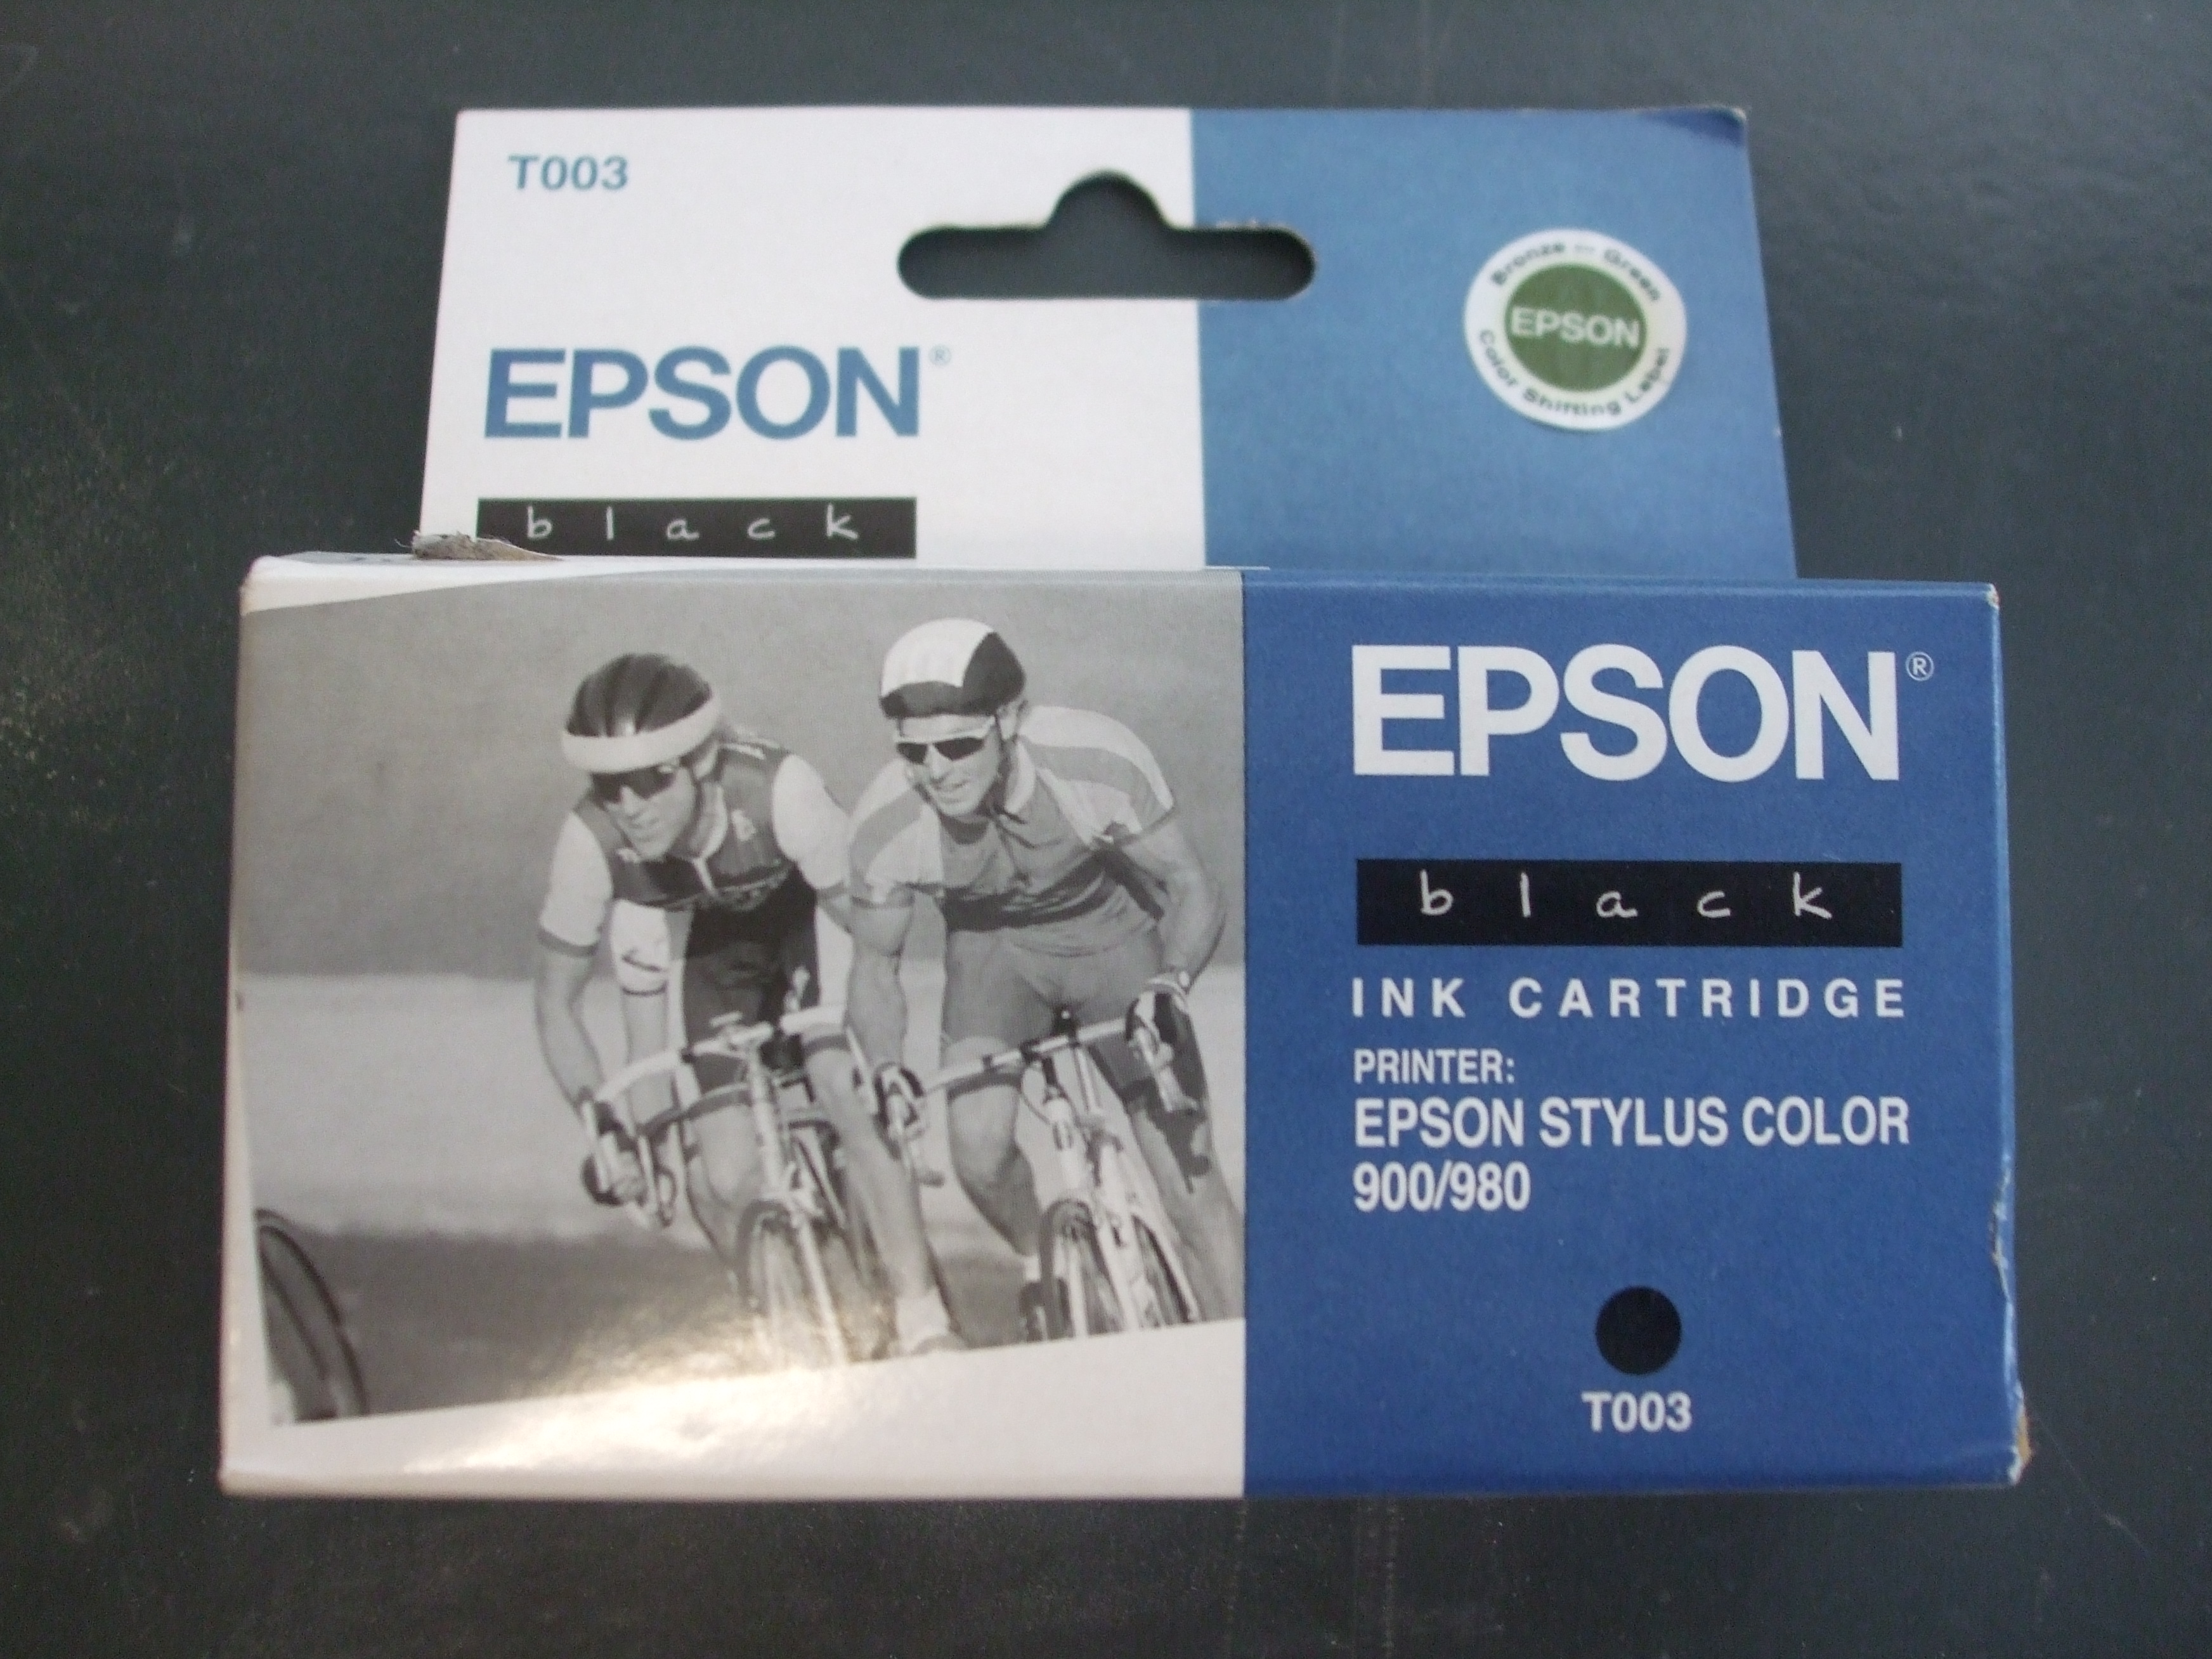 T003
EPSON®
black
Bronze — Green
EPSON
Color Shifting Label
EPSON®
black
INK CARTRIDGE
PRINTER:
EPSON STYLUS COLOR
900/980
T003